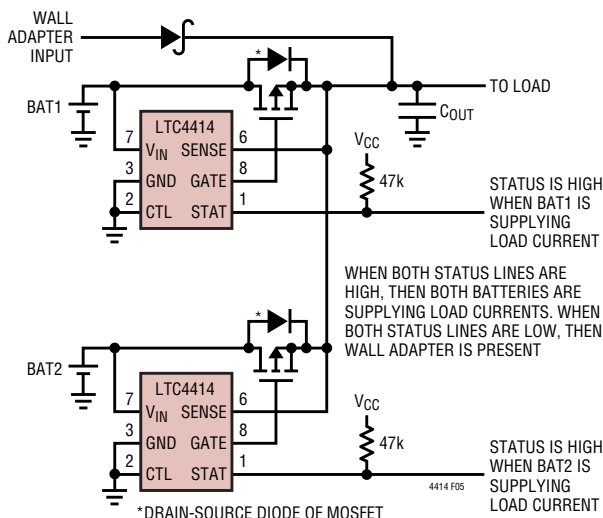 WALL
ADAPTER
INPUT
*
BAT1
TO LOAD
COUT
LTC4414
7
VIN
SENSE
6
3
GND
GATE
8
2
CTL
STAT
1
VCC
47k
STATUS IS HIGH
WHEN BAT1 IS
SUPPLYING
LOAD CURRENT
WHEN BOTH STATUS LINES ARE
HIGH, THEN BOTH BATTERIES ARE
SUPPLYING LOAD CURRENTS. WHEN
BOTH STATUS LINES ARE LOW, THEN
WALL ADAPTER IS PRESENT
*
BAT2
LTC4414
7
VIN
SENSE
6
3
GND
GATE
8
2
CTL
STAT
1
VCC
47k
4414 F05
STATUS IS HIGH
WHEN BAT2 IS
SUPPLYING
LOAD CURRENT
*DRAIN-SOURCE DIODE OF MOSFET